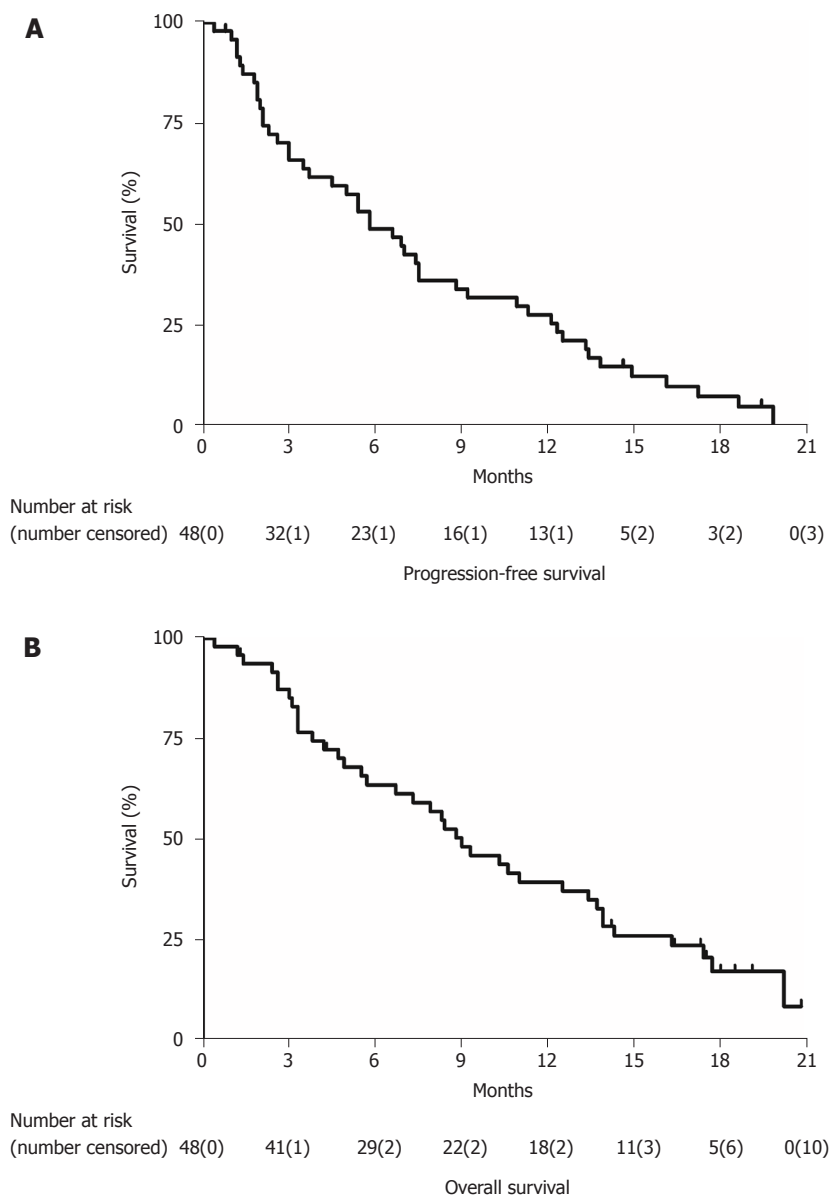 A
100
75
50
25
0
Survival (%)
0 3 6 9 12 15 18 21
Months
Number at risk
(number censored) 48(0) 32(1) 23(1) 16(1) 13(1) 5(2) 3(2) 0(3)
Progression-free survival
B
100
75
50
25
0
Survival (%)
0 3 6 9 12 15 18 21
Months
Number at risk
(number censored) 48(0) 41(1) 29(2) 22(2) 18(2) 11(3) 5(6) 0(10)
Overall survival